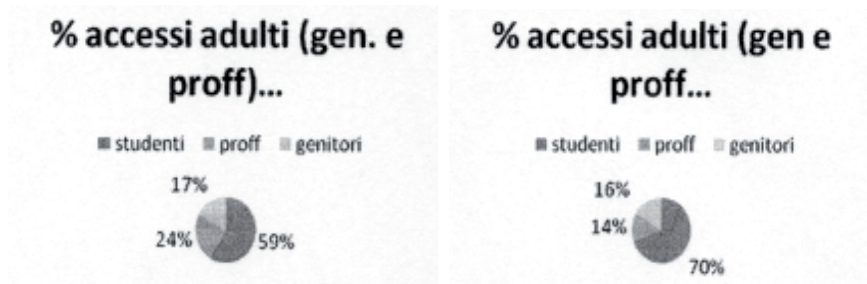 % accessi adulti (gen. e
proff)...
studenti proff genitori
17%
24%
59%
% accessi adulti (gen e
proff...
studenti proff genitori
16%
14%
70%